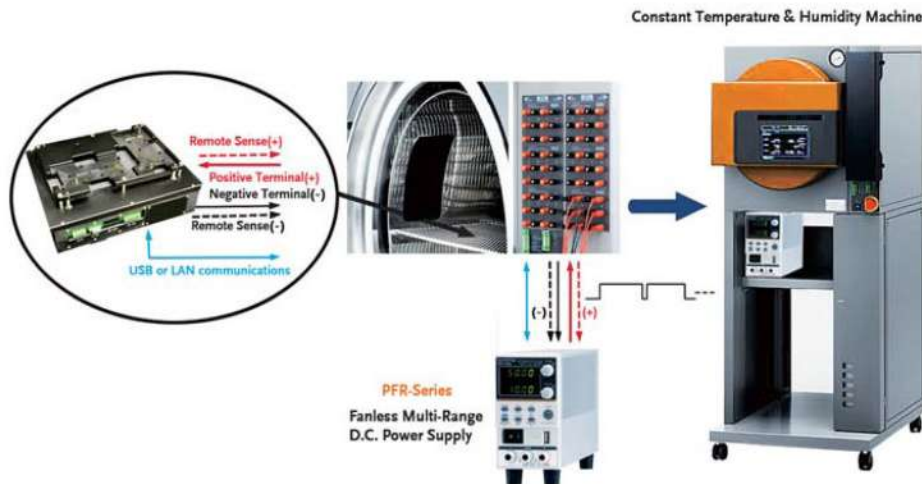 Constant Temperature & Humidity Machine
Remote Sense(+)
Positive Terminal(+)
Negative Terminal(-)
Remote Sense(-)
USB or LAN communications
(-)
(+)
PFR-Series
Fanless Multi-Range
D.C. Power Supply